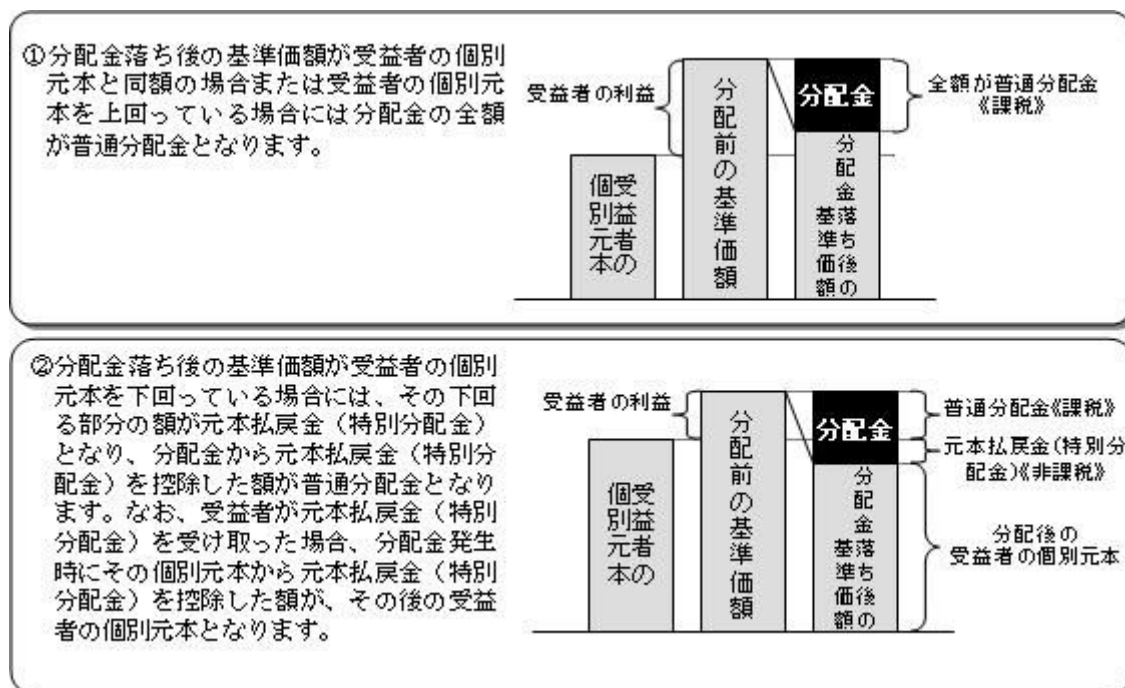 ①分配金落ち後の基準価額が受益者の個別
元本と同額の場合または受益者の個別元
本を上回っている場合には分配金の全額
が普通分配金となります。
受益者の利益
受益者の
個別元本
分配前の基準価額
分配金
分配金落ち後の
基準価額
全額が普通分配金
《課税》
②分配金落ち後の基準価額が受益者の個別
元本を下回っている場合には、その下回
る部分の額が元本払戻金（特別分配金）
となり、分配金から元本払戻金（特別分
配金）を控除した額が普通分配金となり
ます。なお、受益者が元本払戻金（特別
分配金）を受け取った場合、分配金発生
時にその個別元本から元本払戻金（特別
分配金）を控除した額が、その後の受益
者の個別元本となります。
受益者の利益
受益者の
個別元本
分配前の基準価額
分配金
分配金落ち後の
基準価額
普通分配金《課税》
元本払戻金(特別分
配金)《非課税》
分配後の
受益者の個別元本